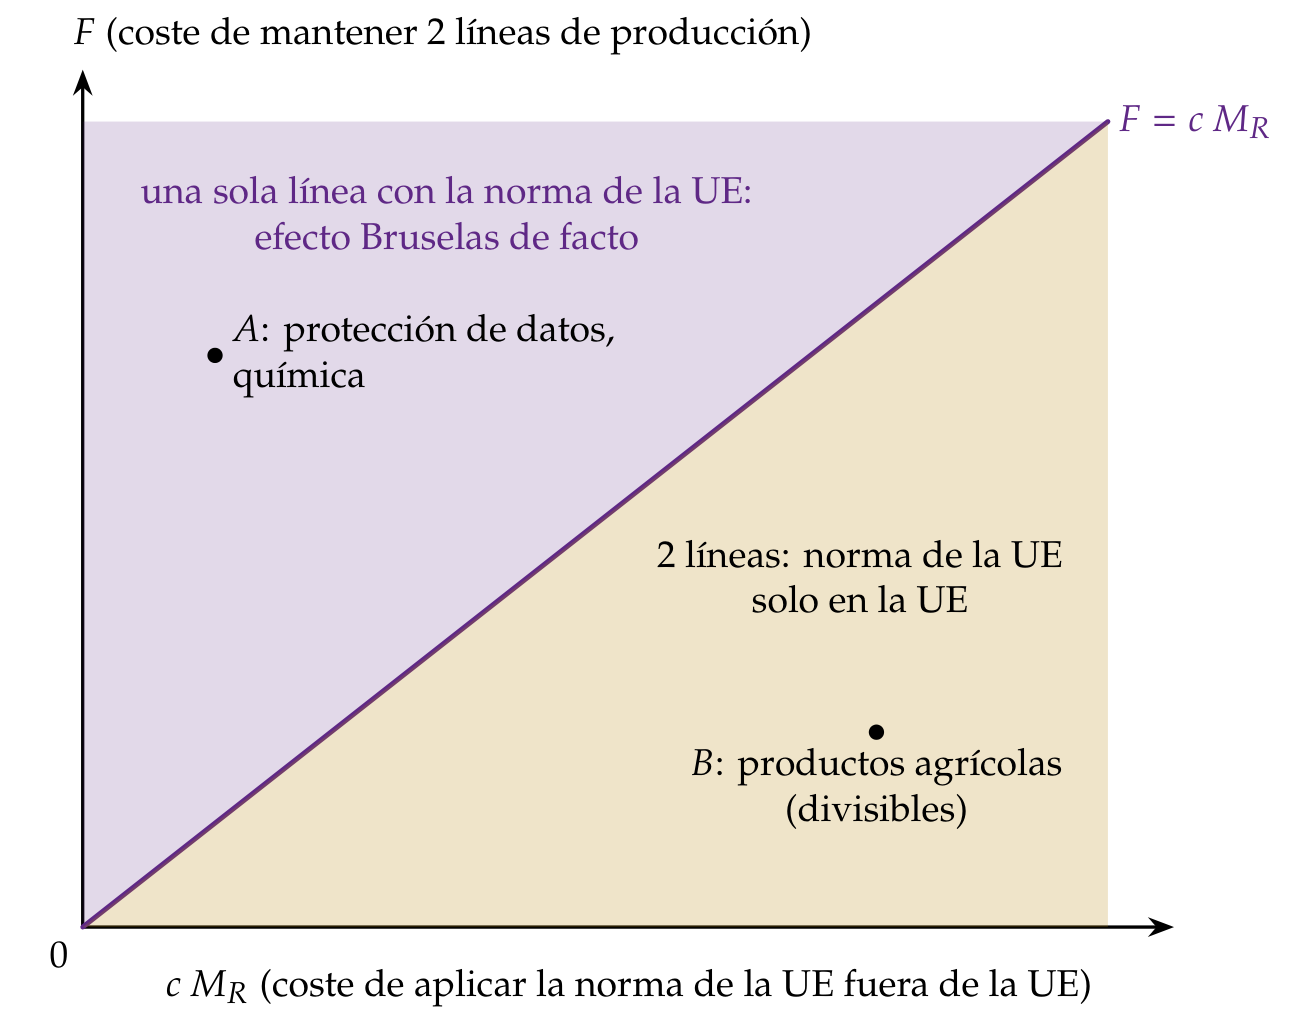 F (coste de mantener 2 líneas de producción)
F = c M_R
una sola línea con la norma de la UE:
efecto Bruselas de facto
A: protección de datos,
química
2 líneas: norma de la UE
solo en la UE
B: productos agrícolas
(divisibles)
0
c M_R (coste de aplicar la norma de la UE fuera de la UE)